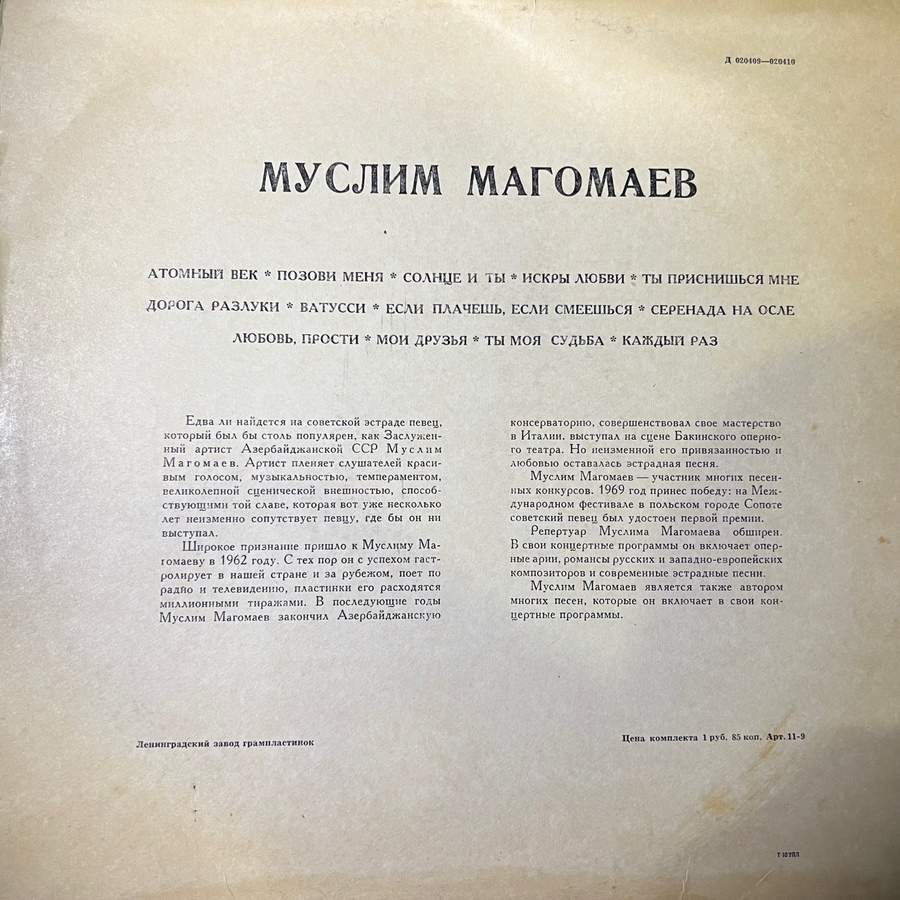 Д 020409—020410
МУСЛИМ МАГОМАЕВ
АТОМНЫЙ ВЕК * ПОЗОВИ МЕНЯ * СОЛНЦЕ И ТЫ * ИСКРЫ ЛЮБВИ * ТЫ ПРИСНИШЬСЯ МНЕ
ДОРОГА РАЗЛУКИ * ВАТУССИ * ЕСЛИ ПЛАЧЕШЬ, ЕСЛИ СМЕЕШЬСЯ * СЕРЕНАДА НА ОСЛЕ
ЛЮБОВЬ, ПРОСТИ * МОИ ДРУЗЬЯ * ТЫ МОЯ СУДЬБА * КАЖДЫЙ РАЗ
Едва ли найдется на советской эстраде певец,
который был бы столь популярен, как Заслужен-
ный артист Азербайджанской ССР Муслим
Магомаев. Артист пленяет слушателей краси-
вым голосом, музыкальностью, темпераментом,
великолепной сценической внешностью, способ-
ствующими той славе, которая вот уже несколько
лет неизменно сопутствует певцу, где бы он ни
выступал.
Широкое признание пришло к Муслиму Ма-
гомаеву в 1962 году. С тех пор он с успехом гаст-
ролирует в нашей стране и за рубежом, поет по
радио и телевидению, пластинки его расходятся
миллионными тиражами. В последующие годы
Муслим Магомаев закончил Азербайджанскую
консерваторию, совершенствовал свое мастерство
в Италии, выступал на сцене Бакинского оперно-
го театра. Но неизменной его привязанностью и
любовью оставалась эстрадная песня.
Муслим Магомаев — участник многих песен-
ных конкурсов. 1969 год принес победу: на Меж-
дународном фестивале в польском городе Сопоте
советский певец был удостоен первой премии.
Репертуар Муслима Магомаева обширен.
В свои концертные программы он включает опер-
ные арии, романсы русских и западно-европейских
композиторов и современные эстрадные песни.
Муслим Магомаев является также автором
многих песен, которые он включает в свои кон-
цертные программы.
Ленинградский завод грампластинок
Цена комплекта 1 руб. 85 коп. Арт. 11-9